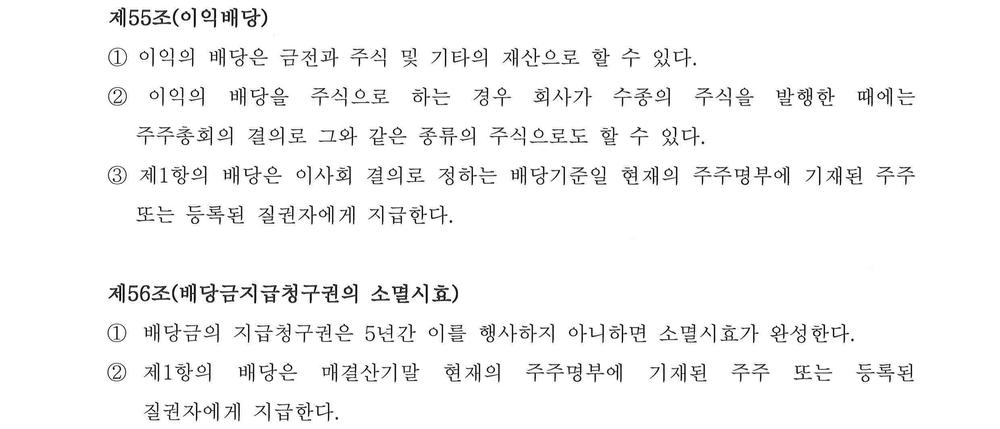 제55조(이익배당)
① 이익의 배당은 금전과 주식 및 기타의 재산으로 할 수 있다.
② 이익의 배당을 주식으로 하는 경우 회사가 수종의 주식을 발행한 때에는
주주총회의 결의로 그와 같은 종류의 주식으로도 할 수 있다.
③ 제1항의 배당은 이사회 결의로 정하는 배당기준일 현재의 주주명부에 기재된 주주
또는 등록된 질권자에게 지급한다.
제56조(배당금지급청구권의 소멸시효)
① 배당금의 지급청구권은 5년간 이를 행사하지 아니하면 소멸시효가 완성한다.
② 제1항의 배당은 매결산기말 현재의 주주명부에 기재된 주주 또는 등록된
질권자에게 지급한다.